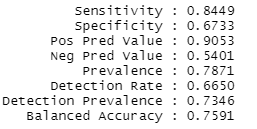 Sensitivity : 0.8449
Specificity : 0.6733
Pos Pred Value : 0.9053
Neg Pred Value : 0.5401
Prevalence : 0.7871
Detection Rate : 0.6650
Detection Prevalence : 0.7346
Balanced Accuracy : 0.7591